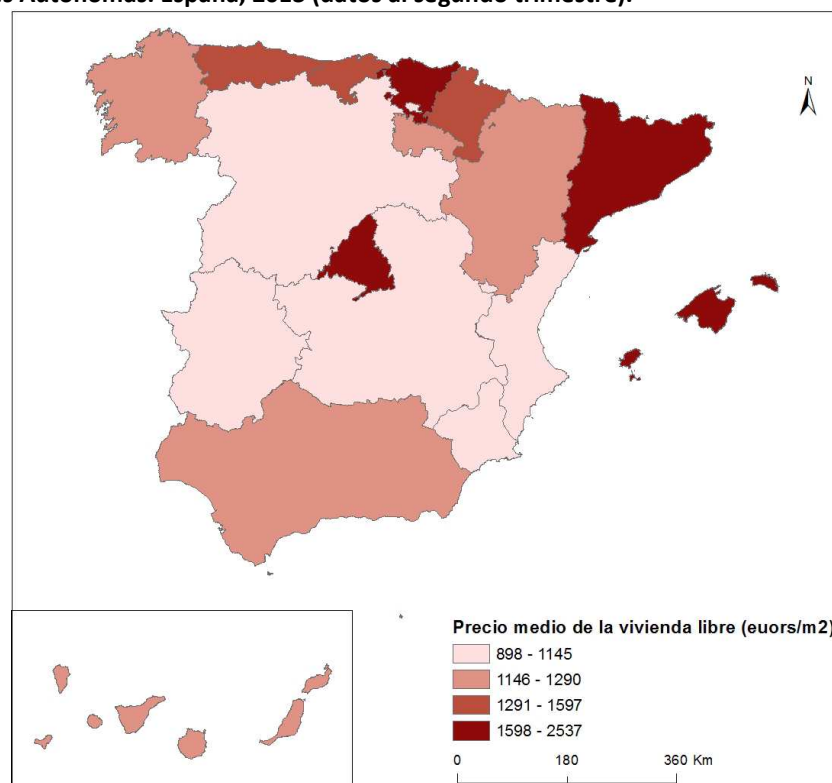 as Autónomas. España, 2013 (datos al segundo trimestre).
N
Precio medio de la vivienda libre (euors/m2)
898 - 1145
1146 - 1290
1291 - 1597
1598 - 2537
0 180 360 Km